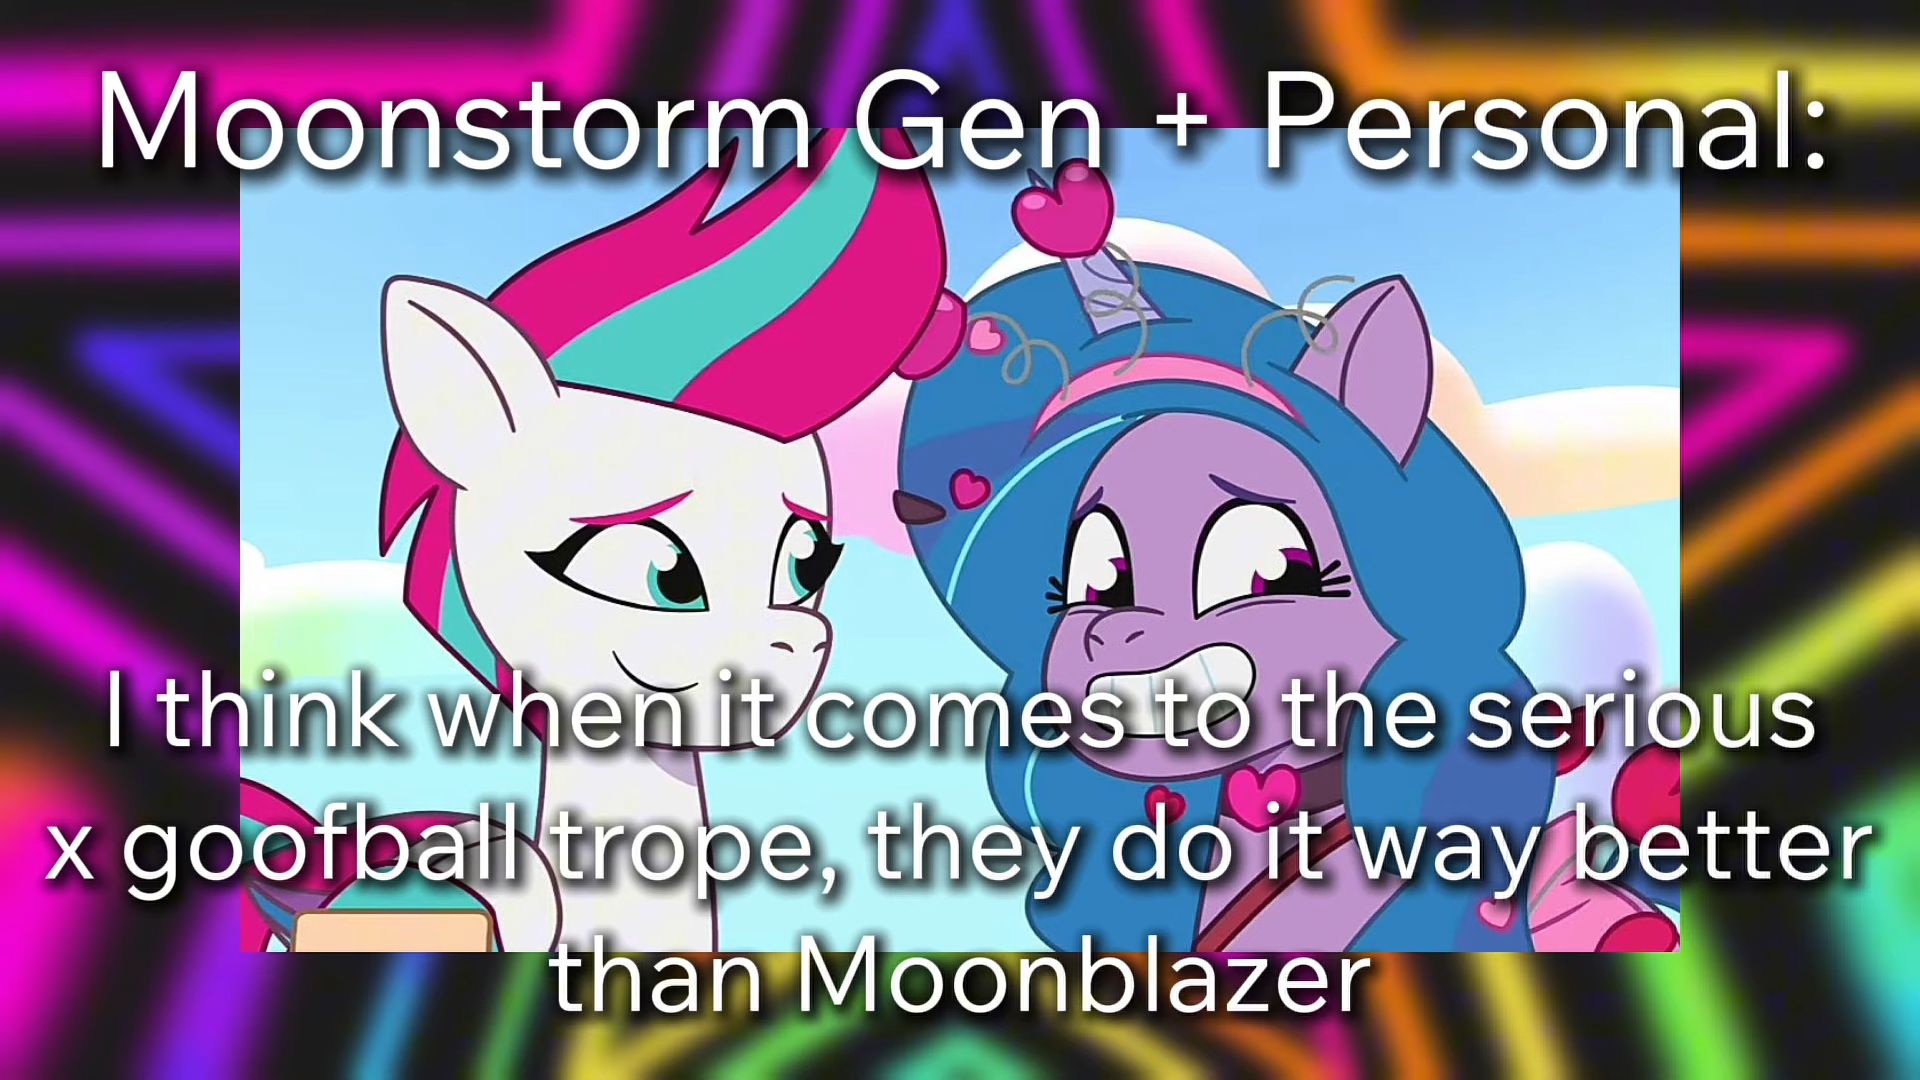 Moonstorm Gen + Personal:
I think when it comes to the serious
x goofball trope, they do it way better
than Moonblazer